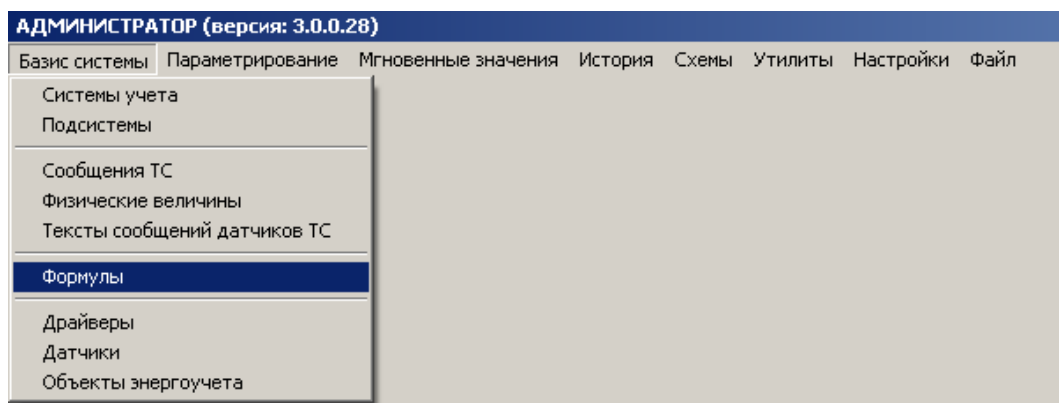 АДМИНИСТРАТОР (версия: 3.0.0.28)
Базис системы Параметрирование Мгновенные значения История Схемы Утилиты Настройки Файл
Системы учета
Подсистемы
Сообщения ТС
Физические величины
Тексты сообщений датчиков ТС
Формулы
Драйверы
Датчики
Объекты энергоучета